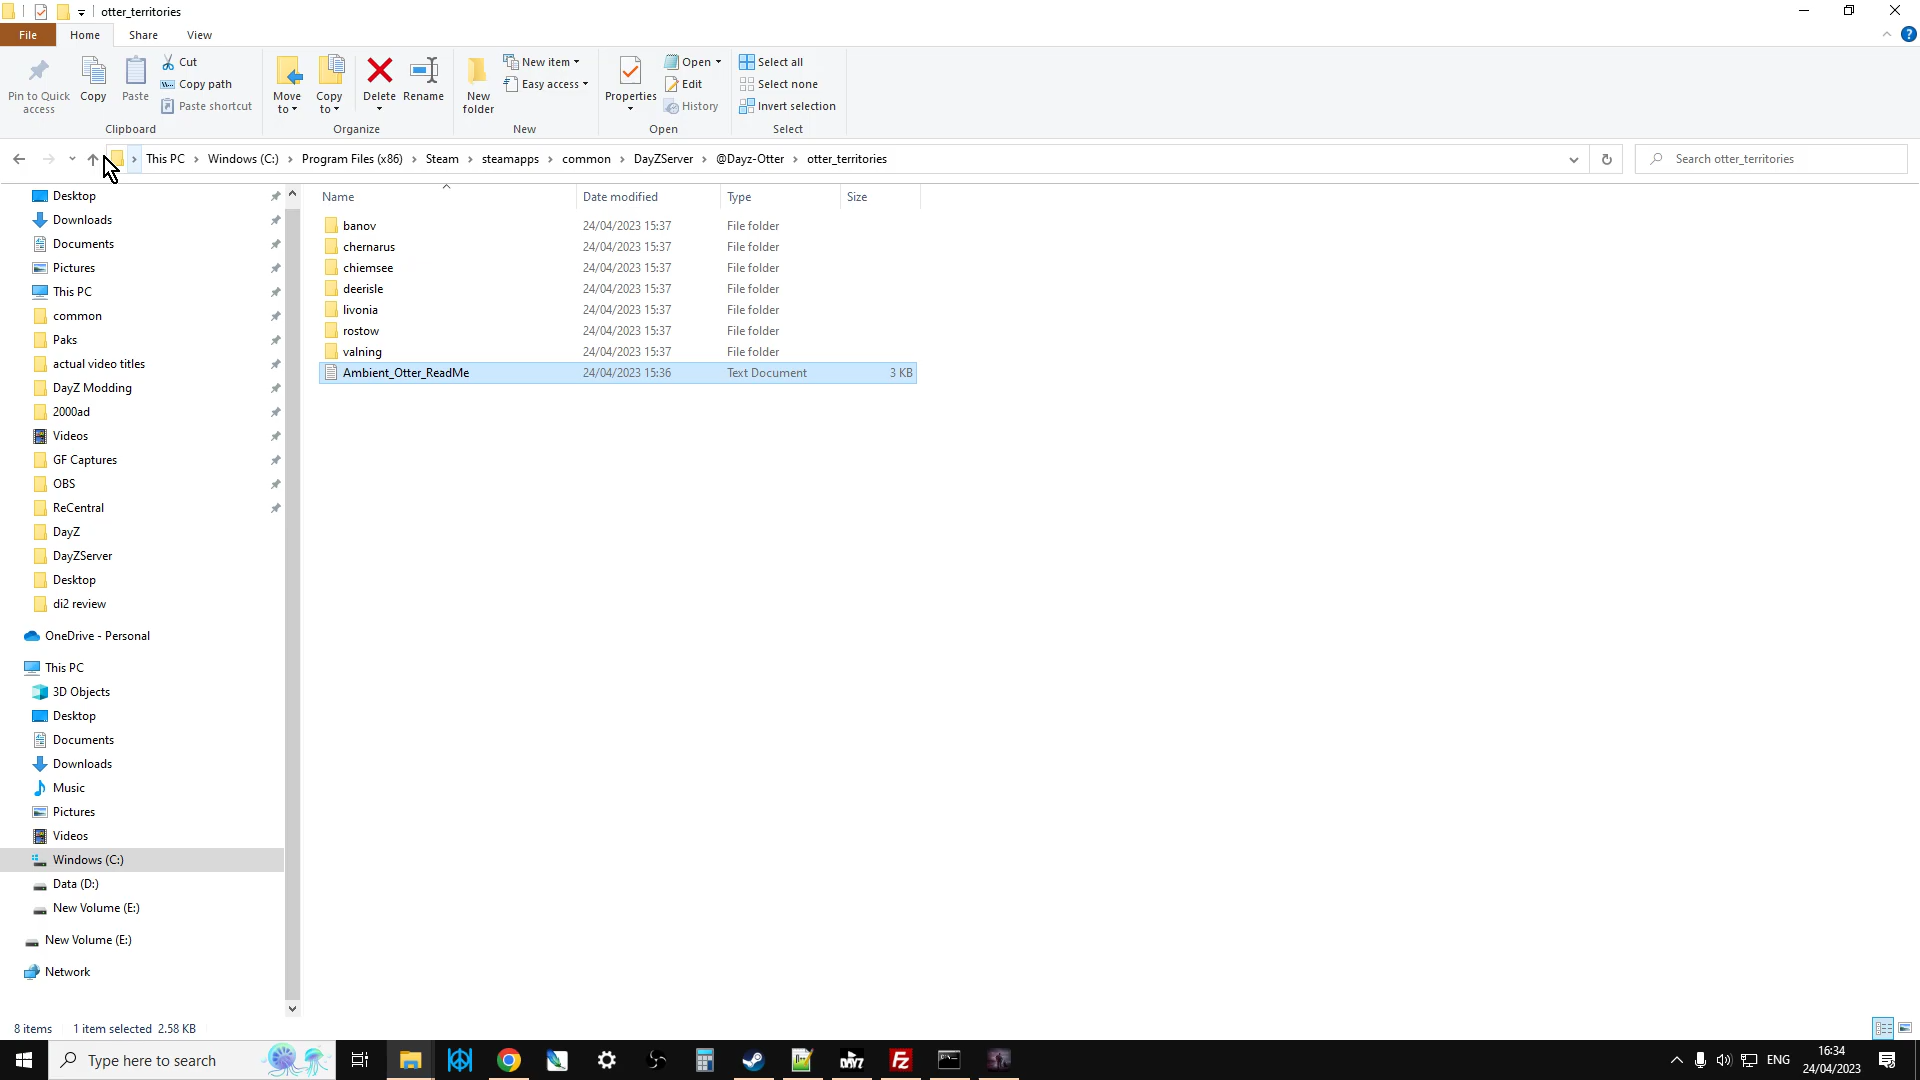 otter_territories
File
Home
Share
View
Pin to Quick
access
Copy
Paste
Cut
Copy path
Paste shortcut
Clipboard
Move
to
Copy
to
Delete
Rename
Organize
New
folder
New item
Easy access
New
Properties
Open
Edit
History
Open
Select all
Select none
Invert selection
Select
This PC
Windows (C:)
Program Files (x86)
Steam
steamapps
common
DayZServer
@Dayz-Otter
otter_territories
Search otter_territories
Name
Date modified
Type
Size
banov 24/04/2023 15:37 File folder
chernarus 24/04/2023 15:37 File folder
chiemsee 24/04/2023 15:37 File folder
deerisle 24/04/2023 15:37 File folder
livonia 24/04/2023 15:37 File folder
rostow 24/04/2023 15:37 File folder
valning 24/04/2023 15:37 File folder
Ambient_Otter_ReadMe 24/04/2023 15:36 Text Document 3 KB
Desktop
Downloads
Documents
Pictures
This PC
common
Paks
actual video titles
DayZ Modding
2000ad
Videos
GF Captures
OBS
ReCentral
DayZ
DayZServer
Desktop
di2 review
OneDrive - Personal
This PC
3D Objects
Desktop
Documents
Downloads
Music
Pictures
Videos
Windows (C:)
Data (D:)
New Volume (E:)
New Volume (E:)
Network
8 items
1 item selected 2.58 KB
Type here to search
DAYZ
FZ
ENG
16:34
24/04/2023